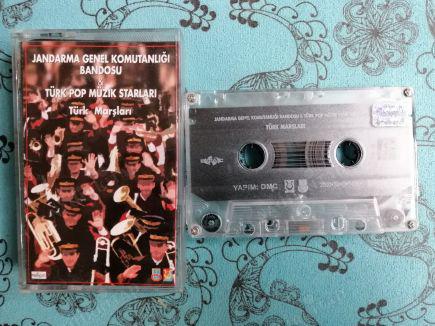 JANDARMA GENEL KOMUTANLIĞI
BANDOSU
&
TÜRK POP MÜZİK STARLARI
Türk Marşları
JANDARMA GENEL KOMUTANLIĞI BANDOSU & TÜRK POP MÜZİK
TÜRK MARŞLARI
YAPIM: DMC